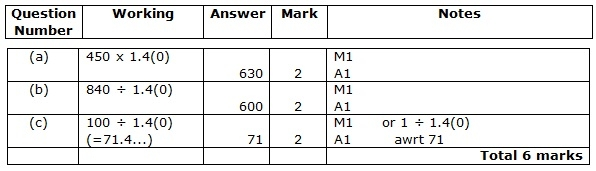 Question Number Working Answer Mark Notes
(a) 450 x 1.4(0) M1
630 2 A1
(b) 840 ÷ 1.4(0) M1
600 2 A1
(c) 100 ÷ 1.4(0) M1 or 1 ÷ 1.4(0)
(=71.4...) 71 2 A1 awrt 71
Total 6 marks